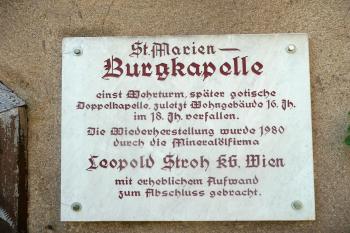 St. Marien-
Burgkapelle
einst Wehrturm, später gotische
Doppelkapelle, zuletzt Wohngebäude 16. Jh.
im 18. Jh. verfallen.
Die Wiederherstellung wurde 1980
durch die Mineralölfirma
Leopold Stroh KG. Wien
mit erheblichem Aufwand
zum Abschluss gebracht.